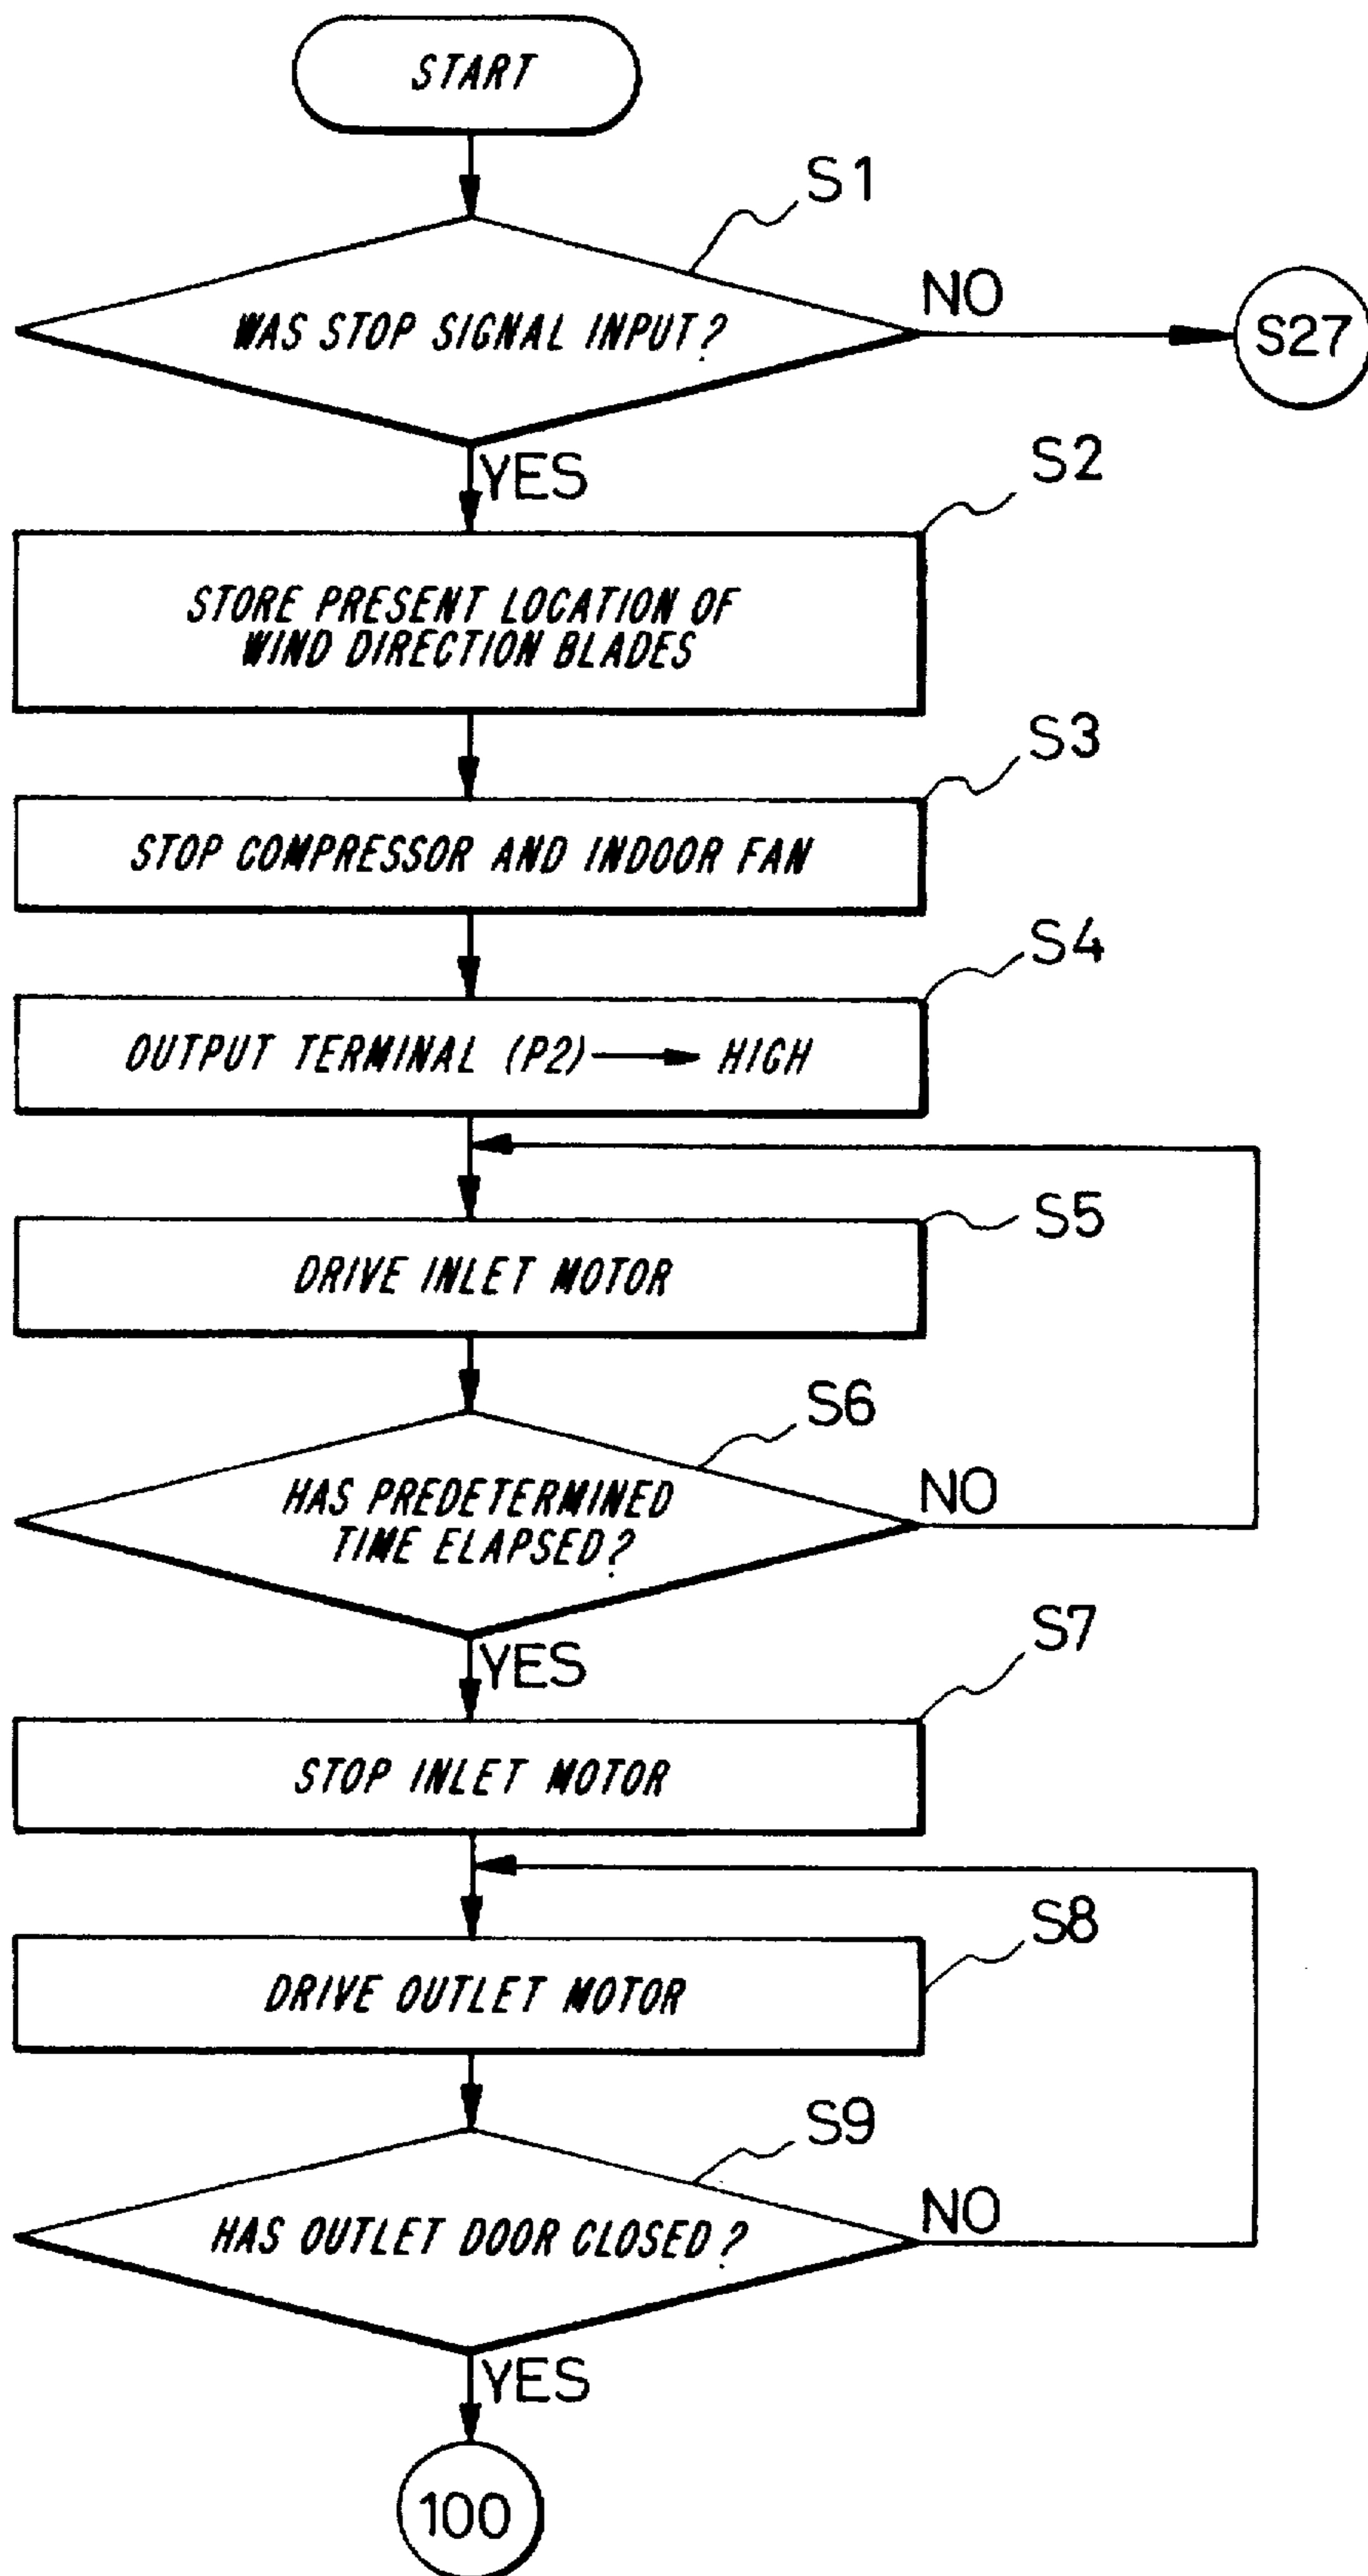 START
S1
WAS STOP SIGNAL INPUT?
NO
S27
YES
S2
STORE PRESENT LOCATION OF
WIND DIRECTION BLADES
S3
STOP COMPRESSOR AND INDOOR FAN
S4
OUTPUT TERMINAL (P2) → HIGH
S5
DRIVE INLET MOTOR
S6
HAS PREDETERMINED
TIME ELAPSED?
NO
YES
S7
STOP INLET MOTOR
S8
DRIVE OUTLET MOTOR
S9
HAS OUTLET DOOR CLOSED?
NO
YES
100